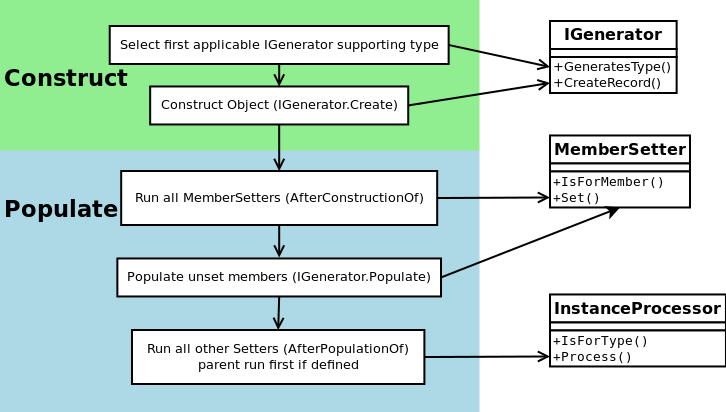 Construct
Select first applicable IGenerator supporting type
Construct Object (IGenerator.Create)
Populate
Run all MemberSetters (AfterConstructionOf)
Populate unset members (IGenerator.Populate)
Run all other Setters (AfterPopulationOf)
parent run first if defined
IGenerator
+GeneratesType()
+CreateRecord()
MemberSetter
+IsForMember()
+Set()
InstanceProcessor
+IsForType()
+Process()